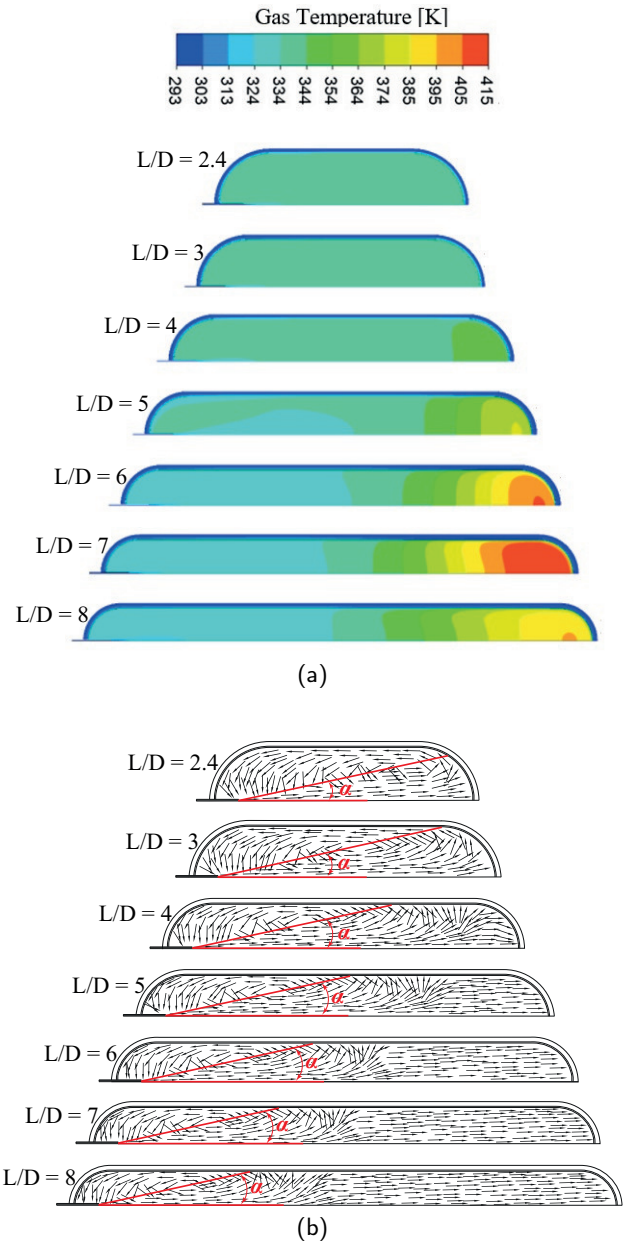 Gas Temperature [K]
293 303 313 324 334 344 354 364 374 385 395 405 415
L/D = 2.4
L/D = 3
L/D = 4
L/D = 5
L/D = 6
L/D = 7
L/D = 8
(a)
L/D = 2.4
α
L/D = 3
α
L/D = 4
α
L/D = 5
α
L/D = 6
α
L/D = 7
α
L/D = 8
α
(b)